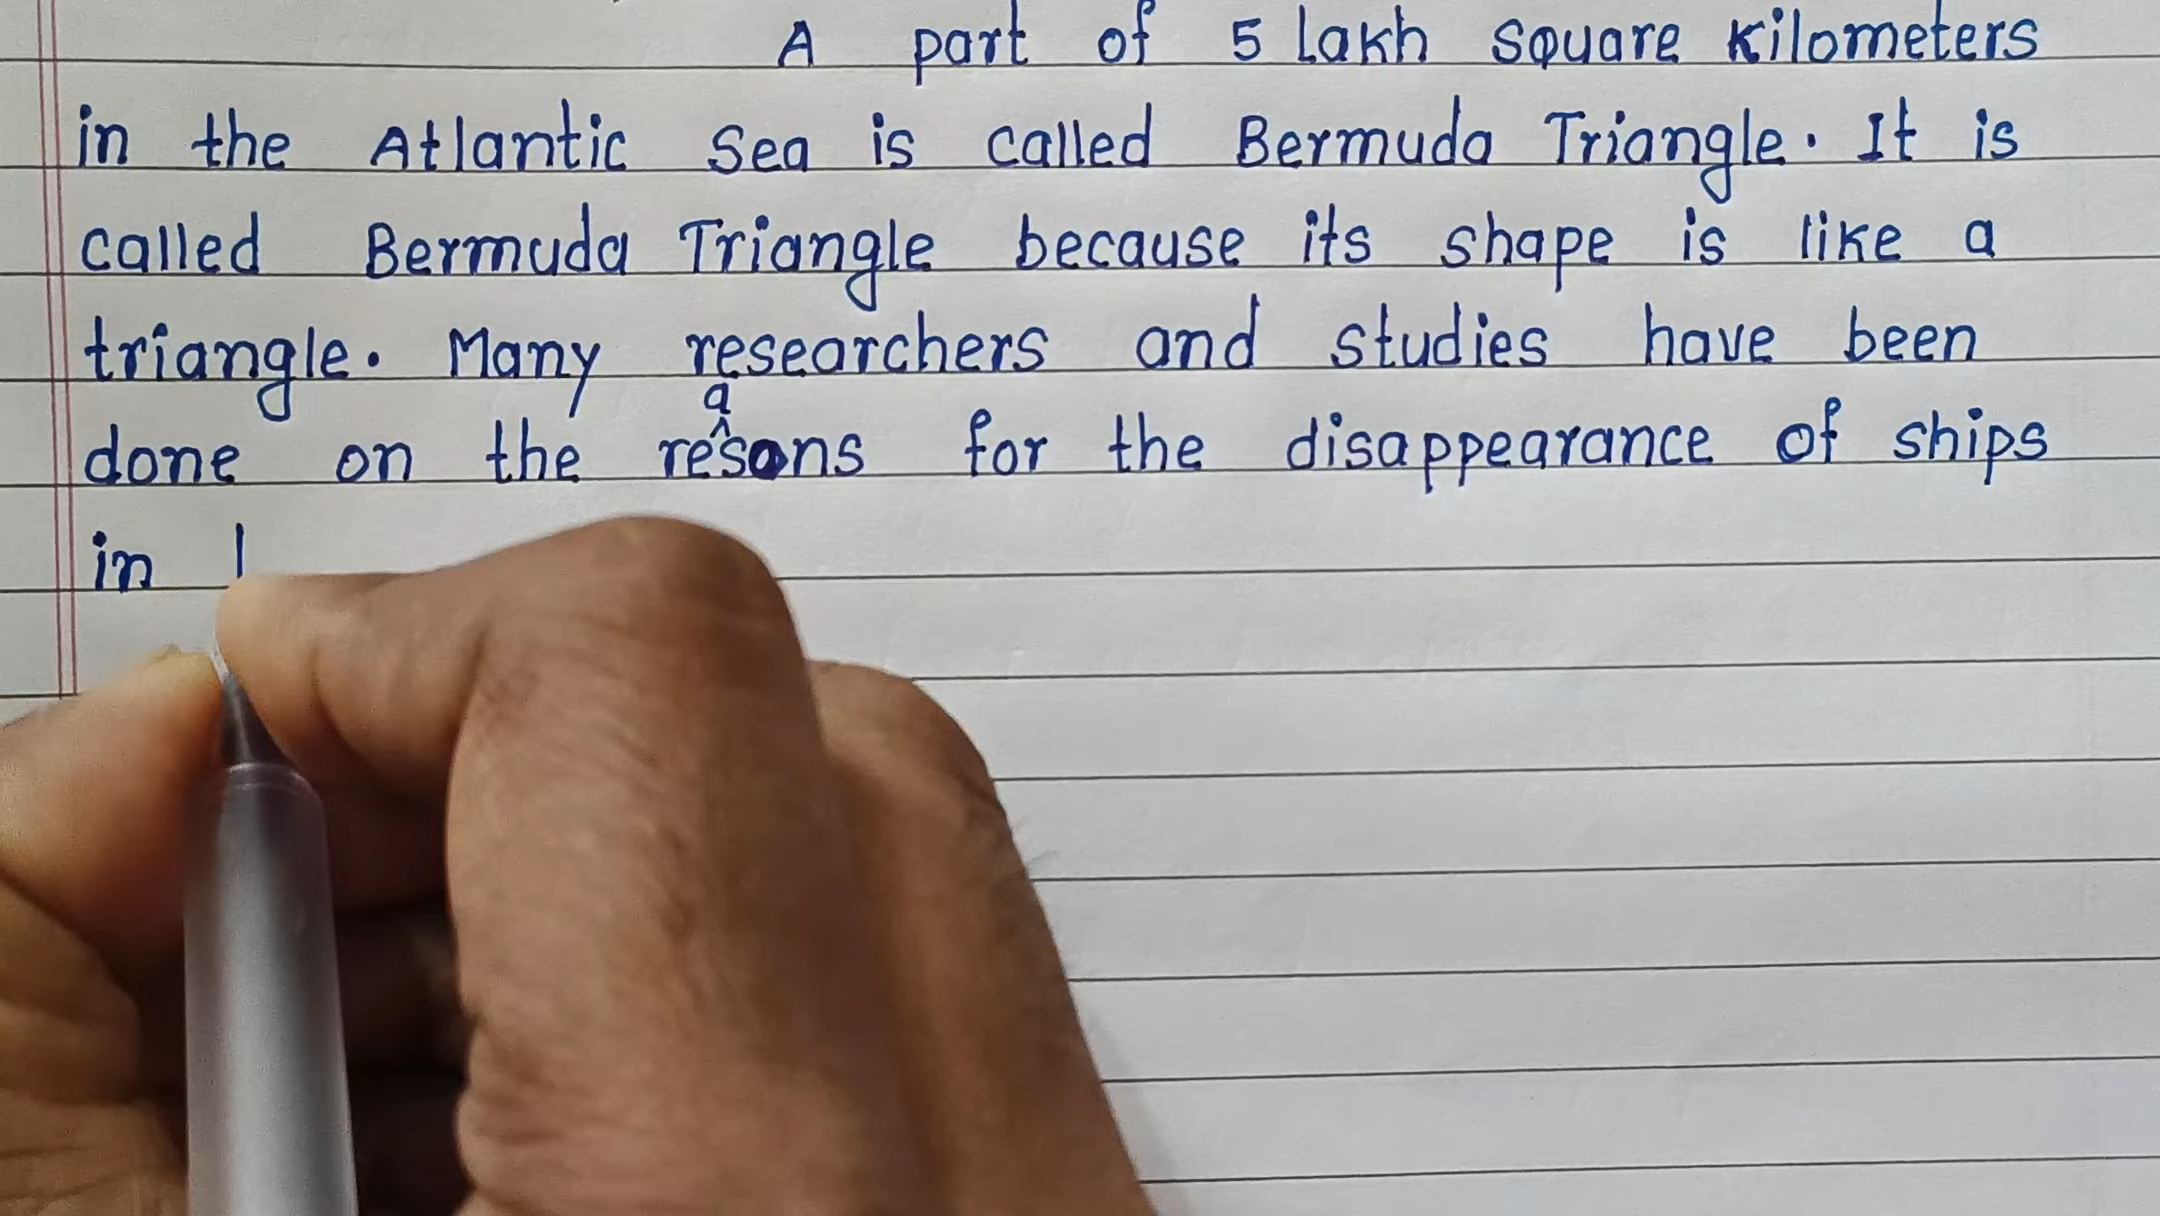 A part of 5 lakh square kilometers
in the Atlantic Sea is called Bermuda Triangle. It is
called Bermuda Triangle because its shape is like a
triangle. Many researchers and studies have been
done on the reasons for the disappearance of ships
in